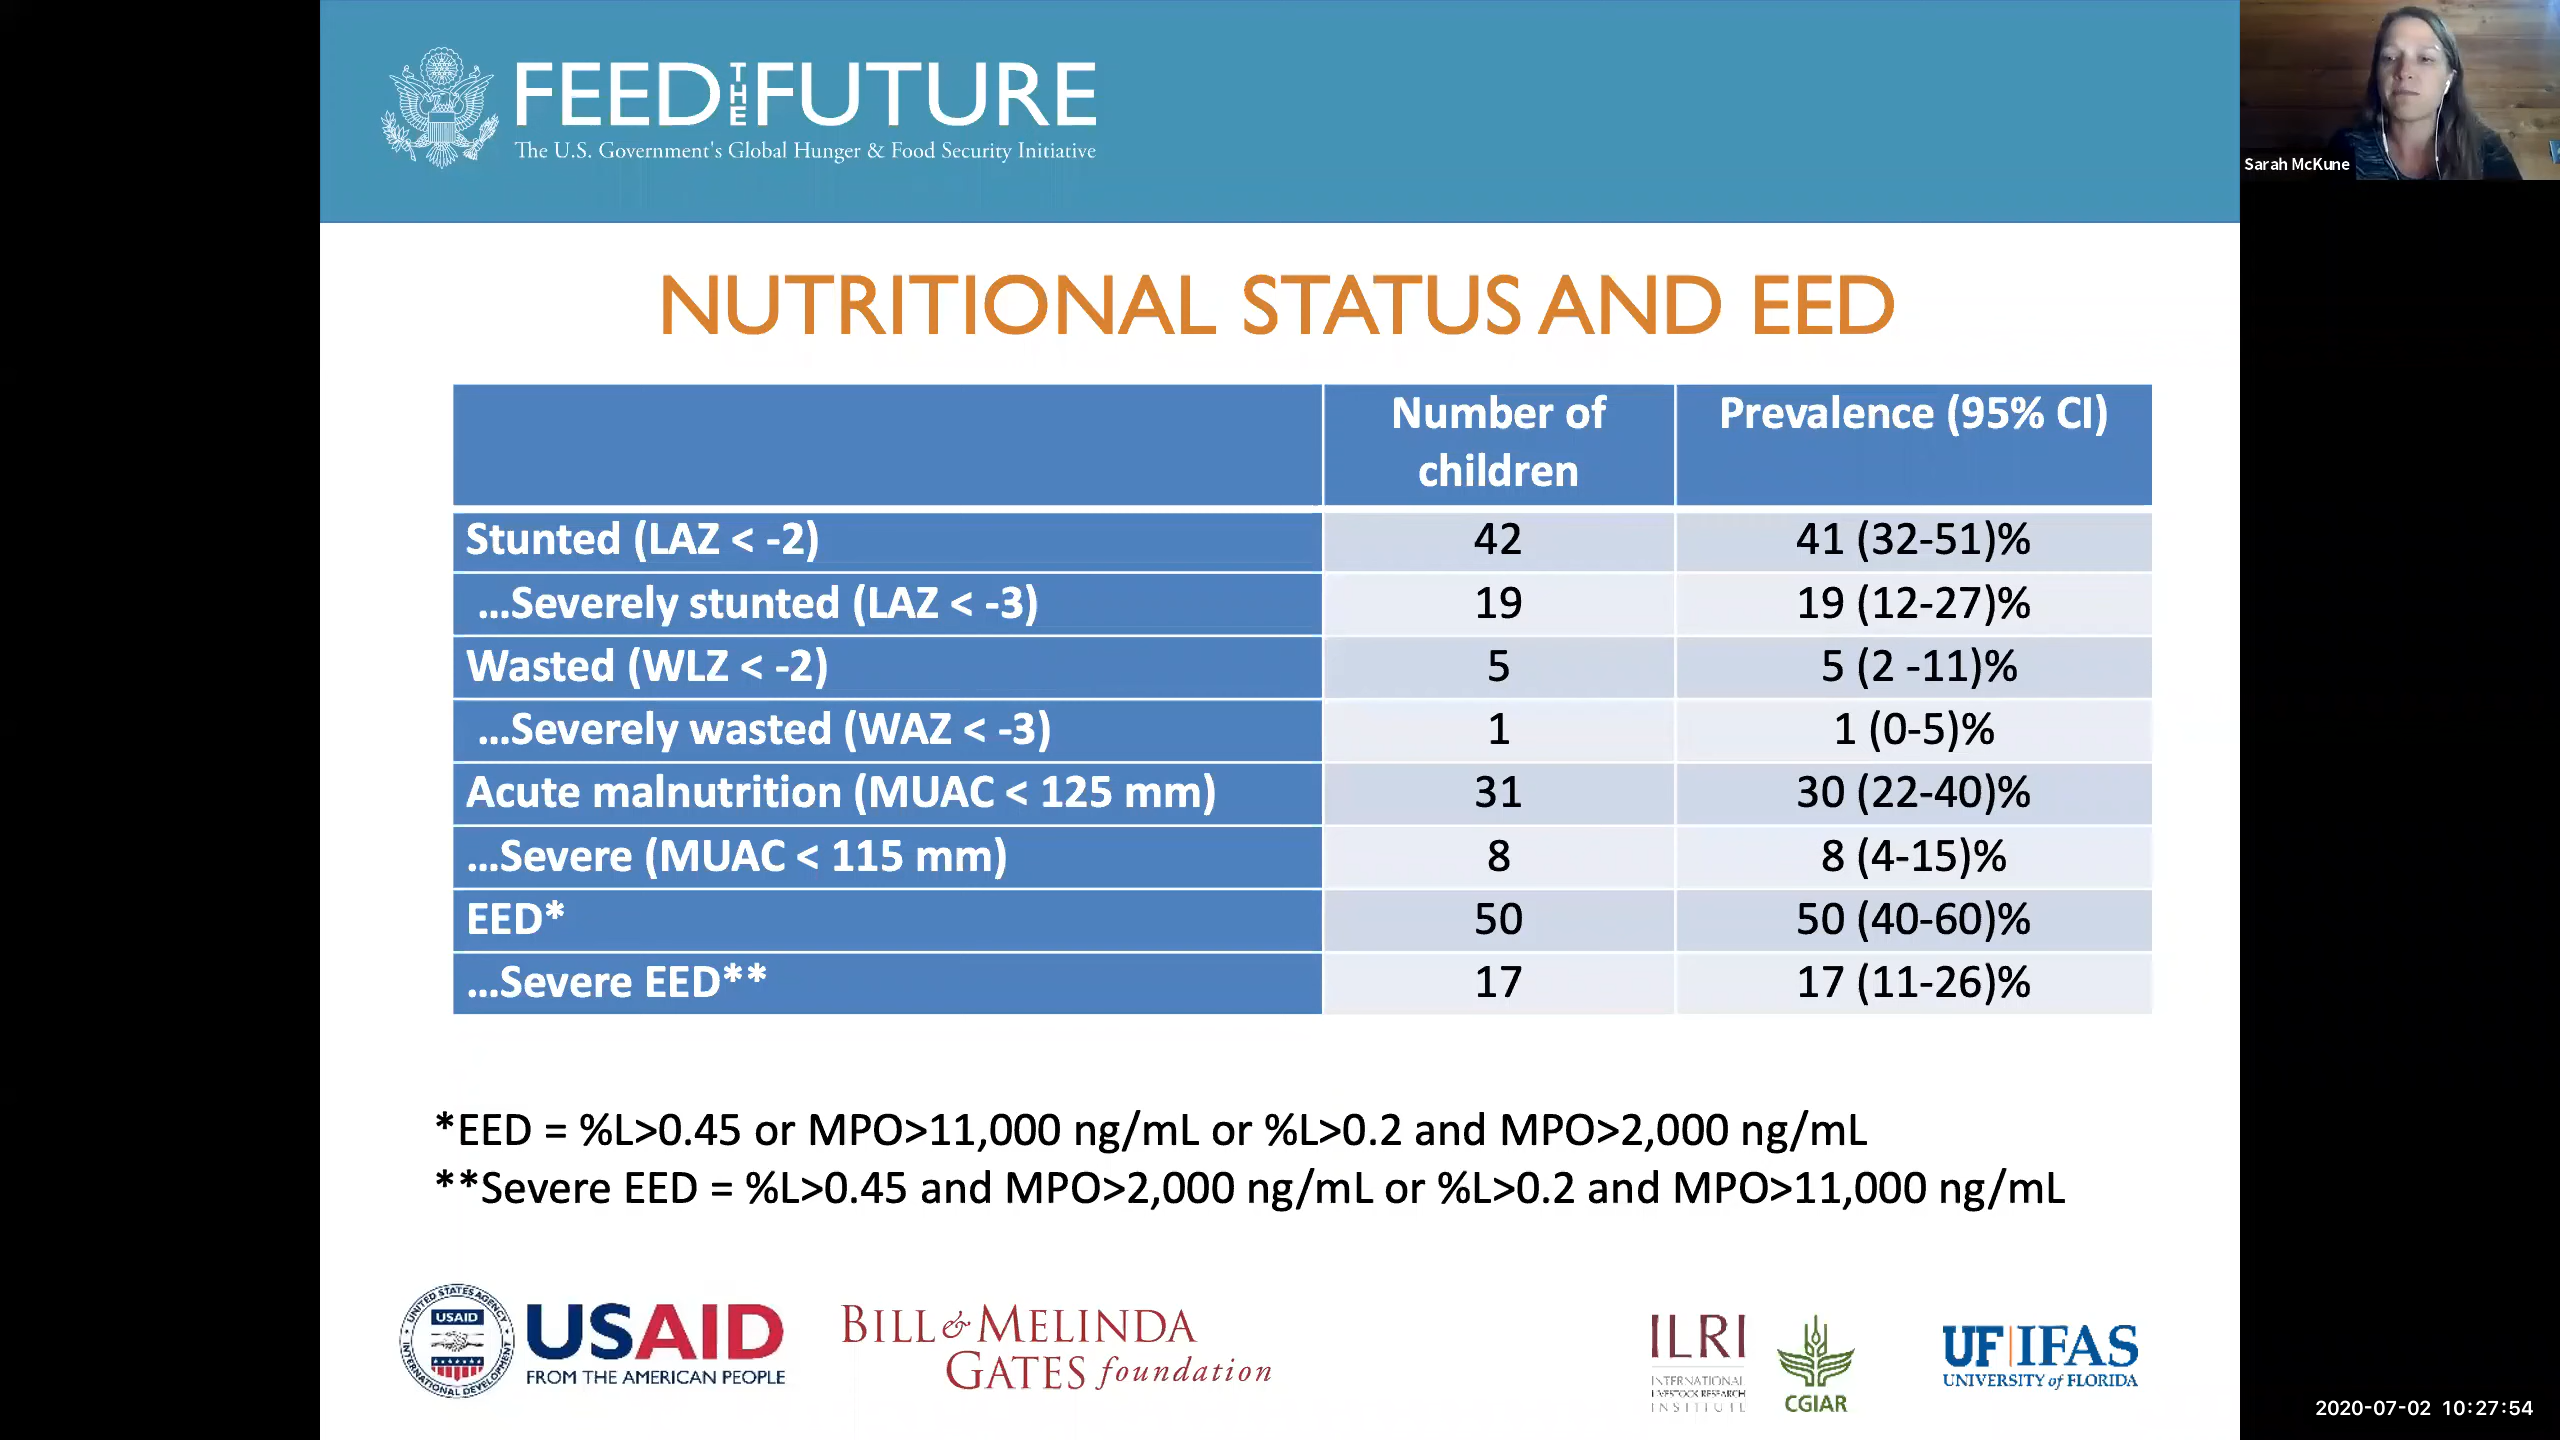 FEED THE FUTURE
The U.S. Government's Global Hunger & Food Security Initiative
Sarah McKune
NUTRITIONAL STATUS AND EED
Number of children Prevalence (95% CI)
Stunted (LAZ < -2) 42 41 (32-51)%
...Severely stunted (LAZ < -3) 19 19 (12-27)%
Wasted (WLZ < -2) 5 5 (2 -11)%
...Severely wasted (WAZ < -3) 1 1 (0-5)%
Acute malnutrition (MUAC < 125 mm) 31 30 (22-40)%
...Severe (MUAC < 115 mm) 8 8 (4-15)%
EED* 50 50 (40-60)%
...Severe EED** 17 17 (11-26)%
*EED = %L>0.45 or MPO>11,000 ng/mL or %L>0.2 and MPO>2,000 ng/mL
**Severe EED = %L>0.45 and MPO>2,000 ng/mL or %L>0.2 and MPO>11,000 ng/mL
UNITED STATES AGENCY
USAID
INTERNATIONAL DEVELOPMENT
USAID
FROM THE AMERICAN PEOPLE
BILL & MELINDA
GATES foundation
ILRI
INTERNATIONAL
LIVESTOCK RESEARCH
INSTITUTE
CGIAR
UF IFAS
UNIVERSITY of FLORIDA
2020-07-02 10:27:54